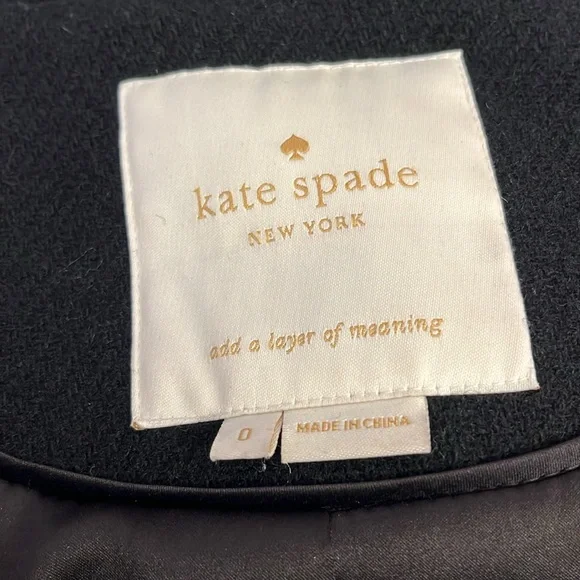 kate spade
NEW YORK
add a layer of meaning
0
MADE IN CHINA